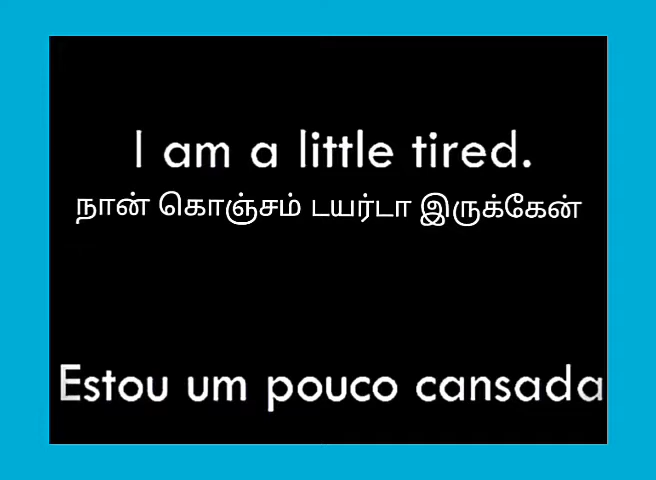 I am a little tired.
நான் கொஞ்சம் டயர்டா இருக்கேன்
Estou um pouco cansada